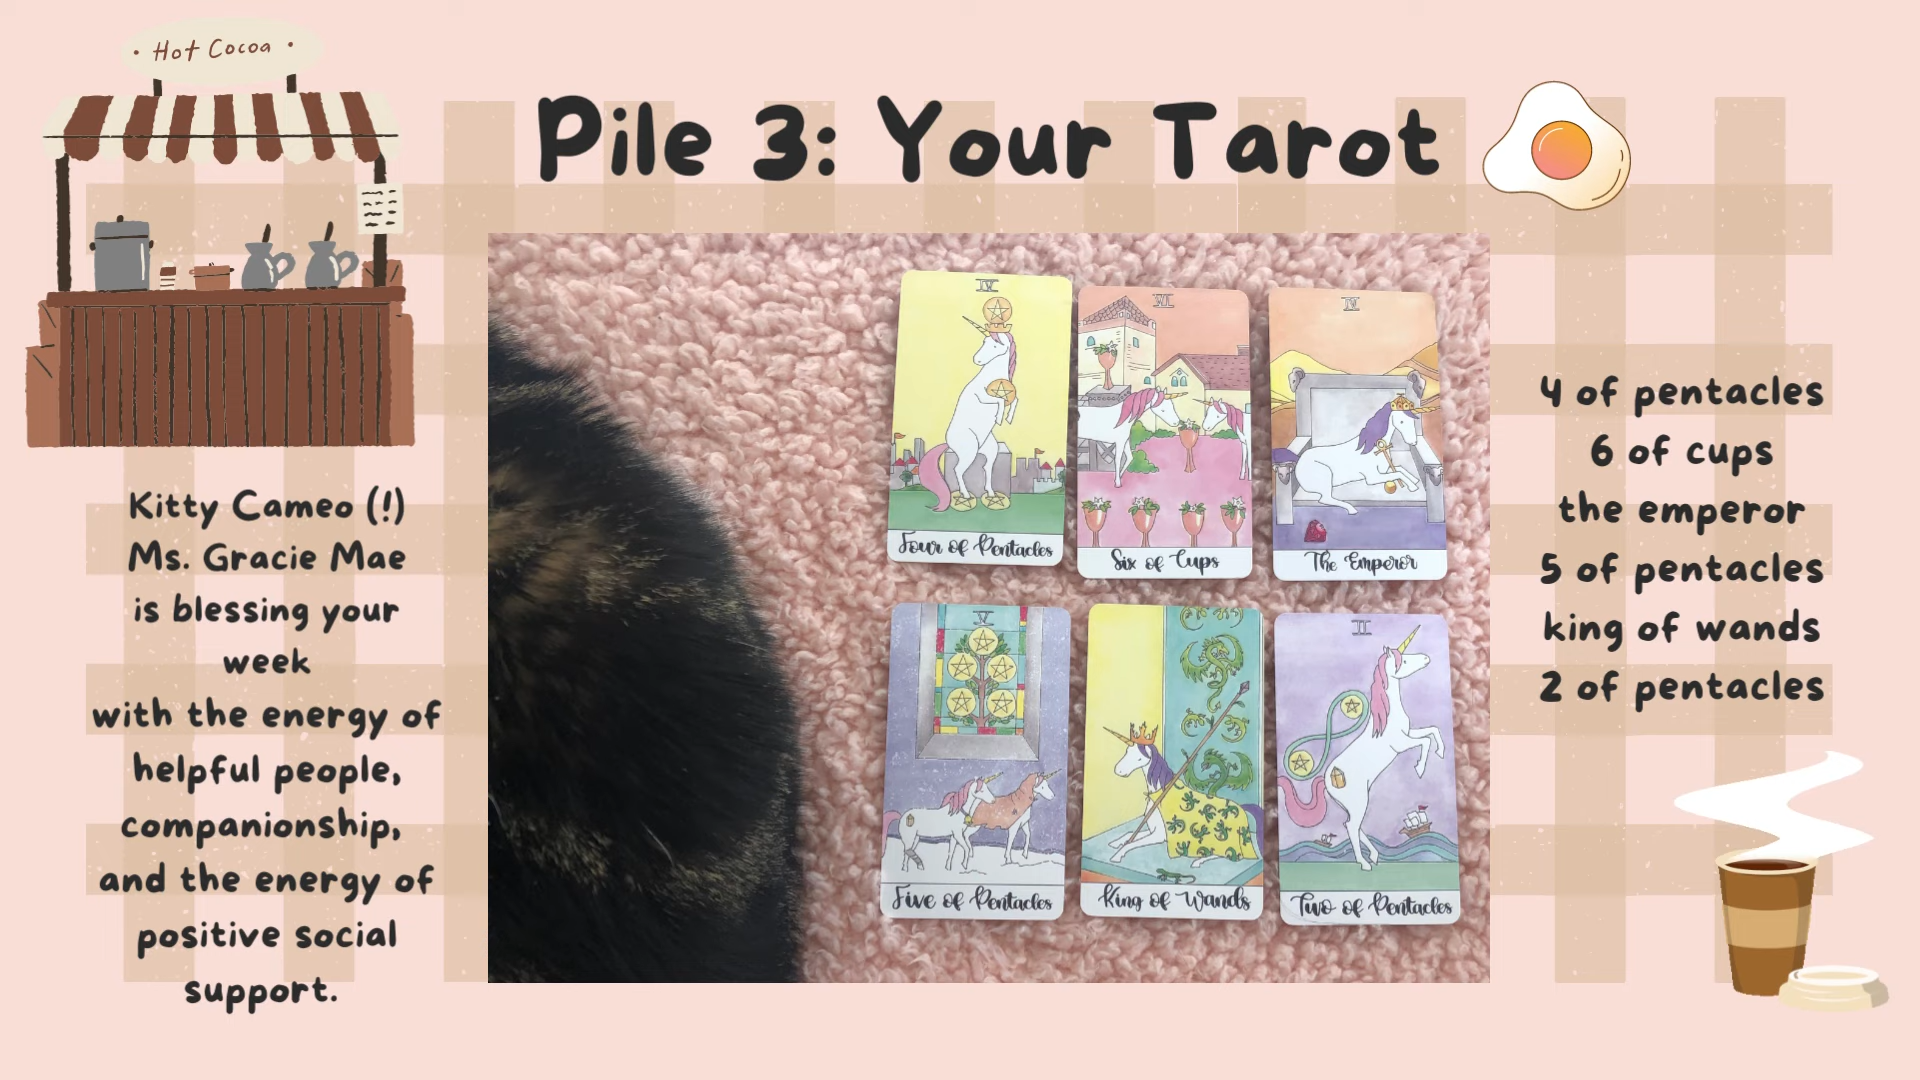 • Hot Cocoa •
Pile 3: Your Tarot
Kitty Cameo (!)
Ms. Gracie Mae
is blessing your
week
with the energy of
helpful people,
companionship,
and the energy of
positive social
support.
IV
Four of Pentacles
VI
Six of Cups
IV
The Emperor
V
Five of Pentacles
King of Wands
II
Two of Pentacles
4 of pentacles
6 of cups
the emperor
5 of pentacles
king of wands
2 of pentacles